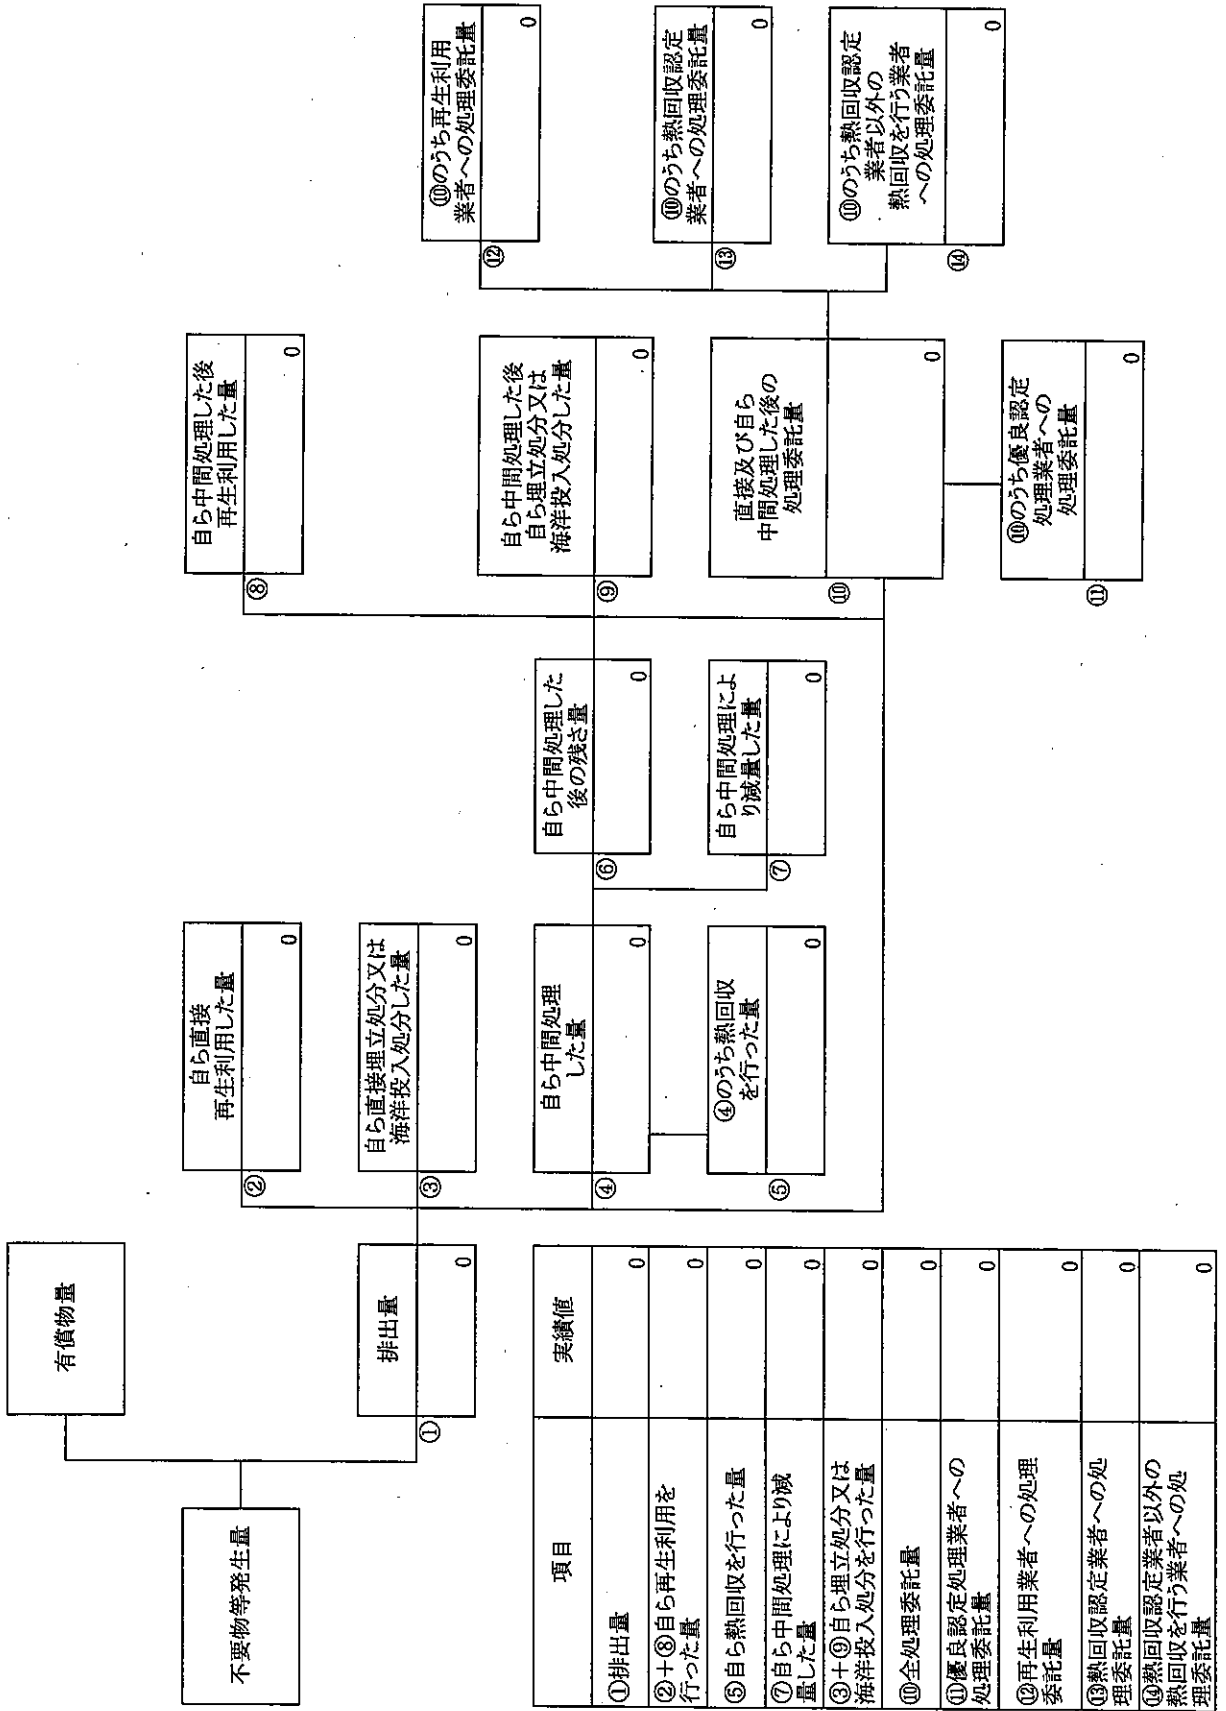 不要物等発生量
有償物量
①
排出量
0
②
自ら直接
再生利用した量
0
③
自ら直接埋立処分又は
海洋投入処分した量
0
④
自ら中間処理
した量
0
⑤
④のうち熱回収
を行った量
0
⑥
自ら中間処理した
後の残さ量
0
⑦
自ら中間処理によ
り減量した量
0
⑧
自ら中間処理した後
再生利用した量
0
⑨
自ら中間処理した後
自ら埋立処分又は
海洋投入処分した量
0
⑩
直接及び自ら
中間処理した後の
処理委託量
0
⑪
⑩のうち優良認定
処理業者への
処理委託量
0
⑫
⑩のうち再生利用
業者への処理委託量
0
⑬
⑩のうち熱回収認定
業者への処理委託量
0
⑭
⑩のうち熱回収認定
業者以外の
熱回収を行う業者
への処理委託量
0
項目 実績値
①排出量 0
②+⑧自ら再生利用を
行った量 0
⑤自ら熱回収を行った量 0
⑦自ら中間処理により減
量した量 0
③+⑨自ら埋立処分又は
海洋投入処分を行った量 0
⑩全処理委託量 0
⑪優良認定処理業者への
処理委託量 0
⑫再生利用業者への処理
委託量 0
⑬熱回収認定業者への処
理委託量 0
⑭熱回収認定業者以外の
熱回収を行う業者への処
理委託量 0